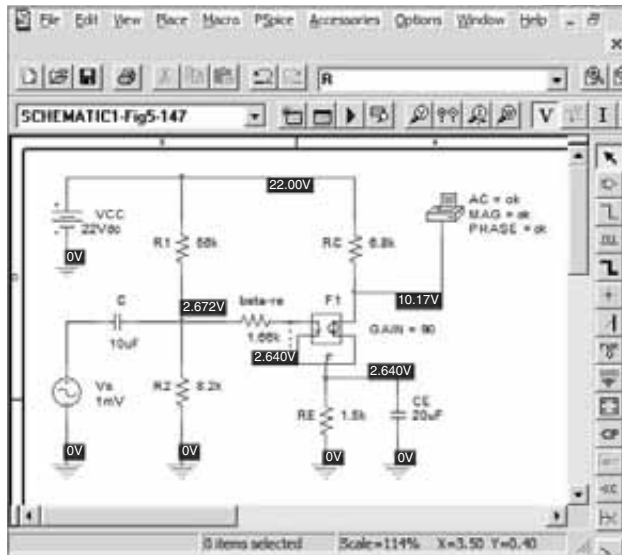 File Edit View Place Macro PSpice Accessories Options Window Help
R
SCHEMATIC1-Fig5-147
V I
22.00V
AC = ok
MAG = ok
PHASE = ok
VCC
22Vdc
0V
R1 68k
RC 6.8k
C
10uF
2.672V
beta-re
1.66k
F1
10.17V
GAIN = 90
2.640V
2.640V
Vs
1mV
R2 8.2k
RE 1.5k
CE
20uF
0V 0V 0V 0V
0 items selected Scale=114% X=3.50 Y=0.40